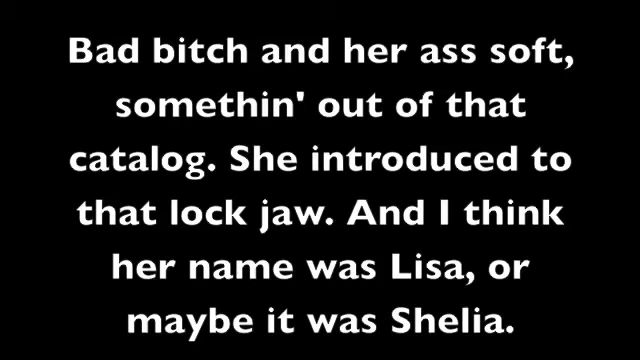 Bad bitch and her ass soft,
somethin' out of that
catalog. She introduced to
that lock jaw. And I think
her name was Lisa, or
maybe it was Shelia.